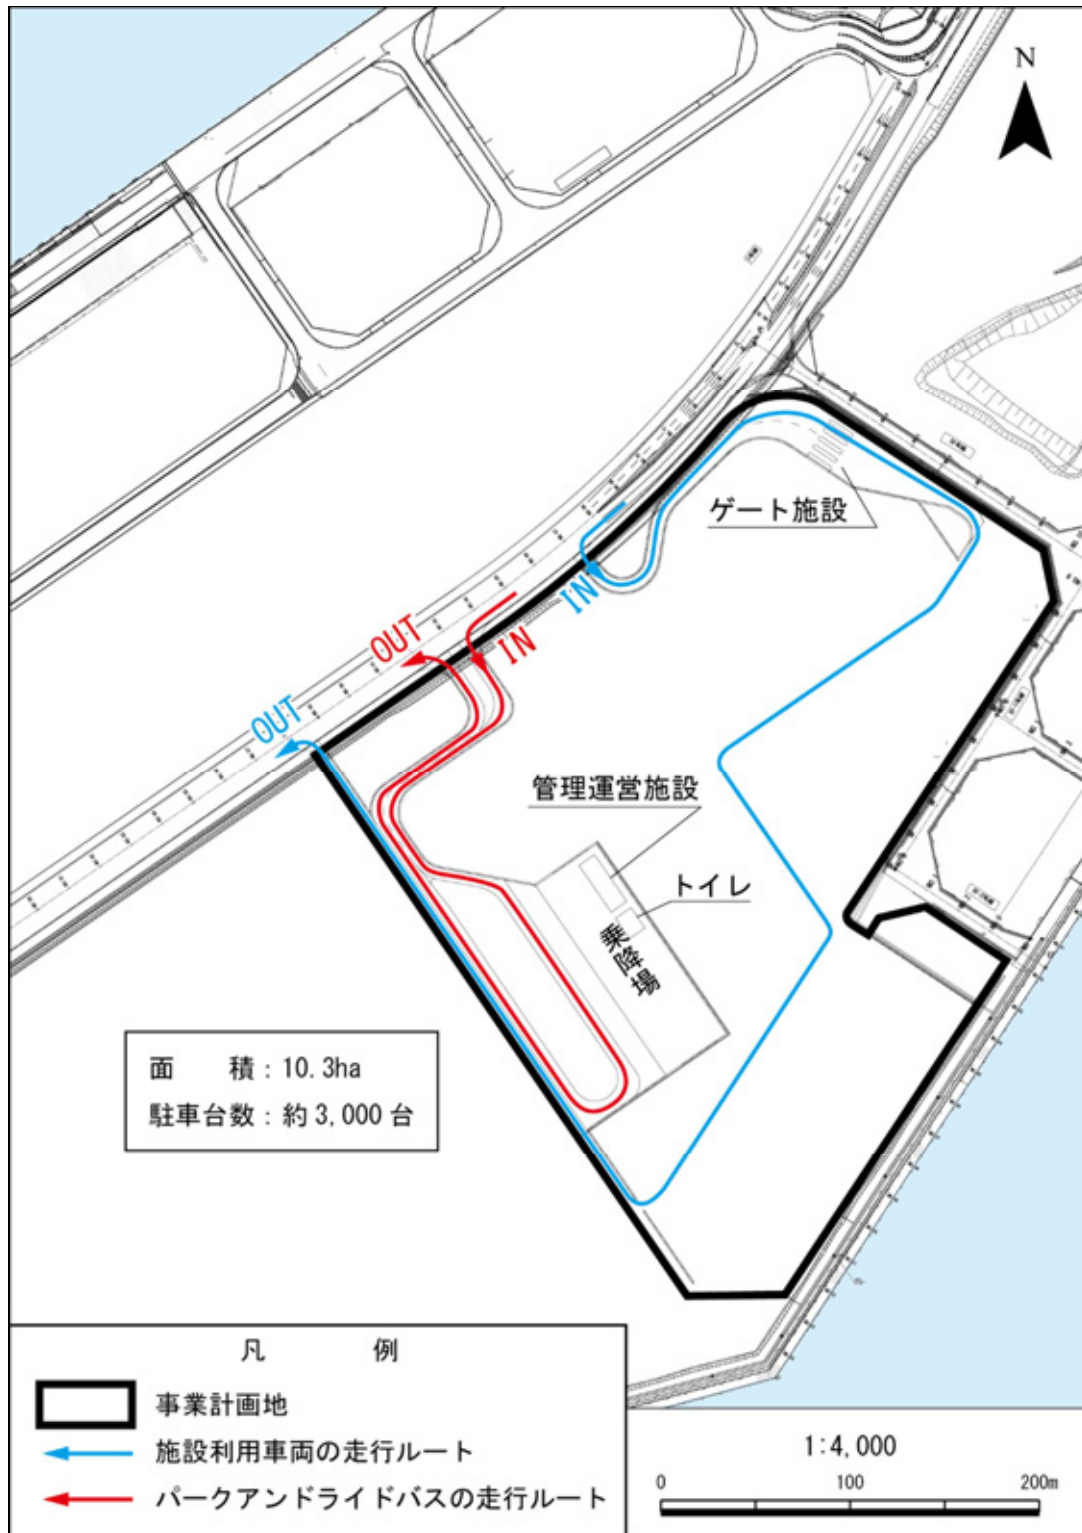 N
ゲート施設
IN
IN
OUT
OUT
管理運営施設
トイレ
乗降場
面　　積：10.3ha
駐車台数：約3,000台
凡　　例
事業計画地
施設利用車両の走行ルート
パークアンドライドバスの走行ルート
1:4,000
0 100 200m